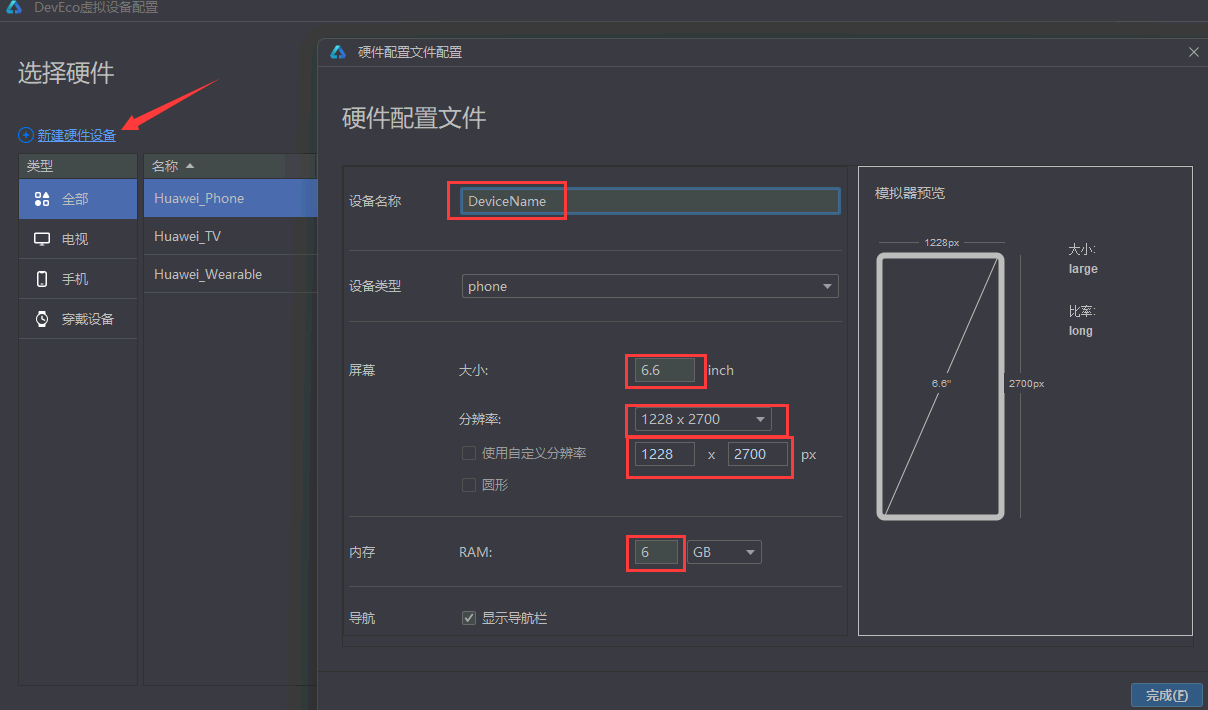 DevEco虚拟设备配置
选择硬件
新建硬件设备
类型
全部
电视
手机
穿戴设备
名称
Huawei_Phone
Huawei_TV
Huawei_Wearable
硬件配置文件配置
硬件配置文件
设备名称 DeviceName
设备类型 phone
屏幕 大小: 6.6 inch
分辨率: 1228 x 2700
使用自定义分辨率 1228 x 2700 px
圆形
内存 RAM: 6 GB
导航 显示导航栏
模拟器预览
1228px
6.6"
2700px
大小:
large
比率:
long
完成(F)